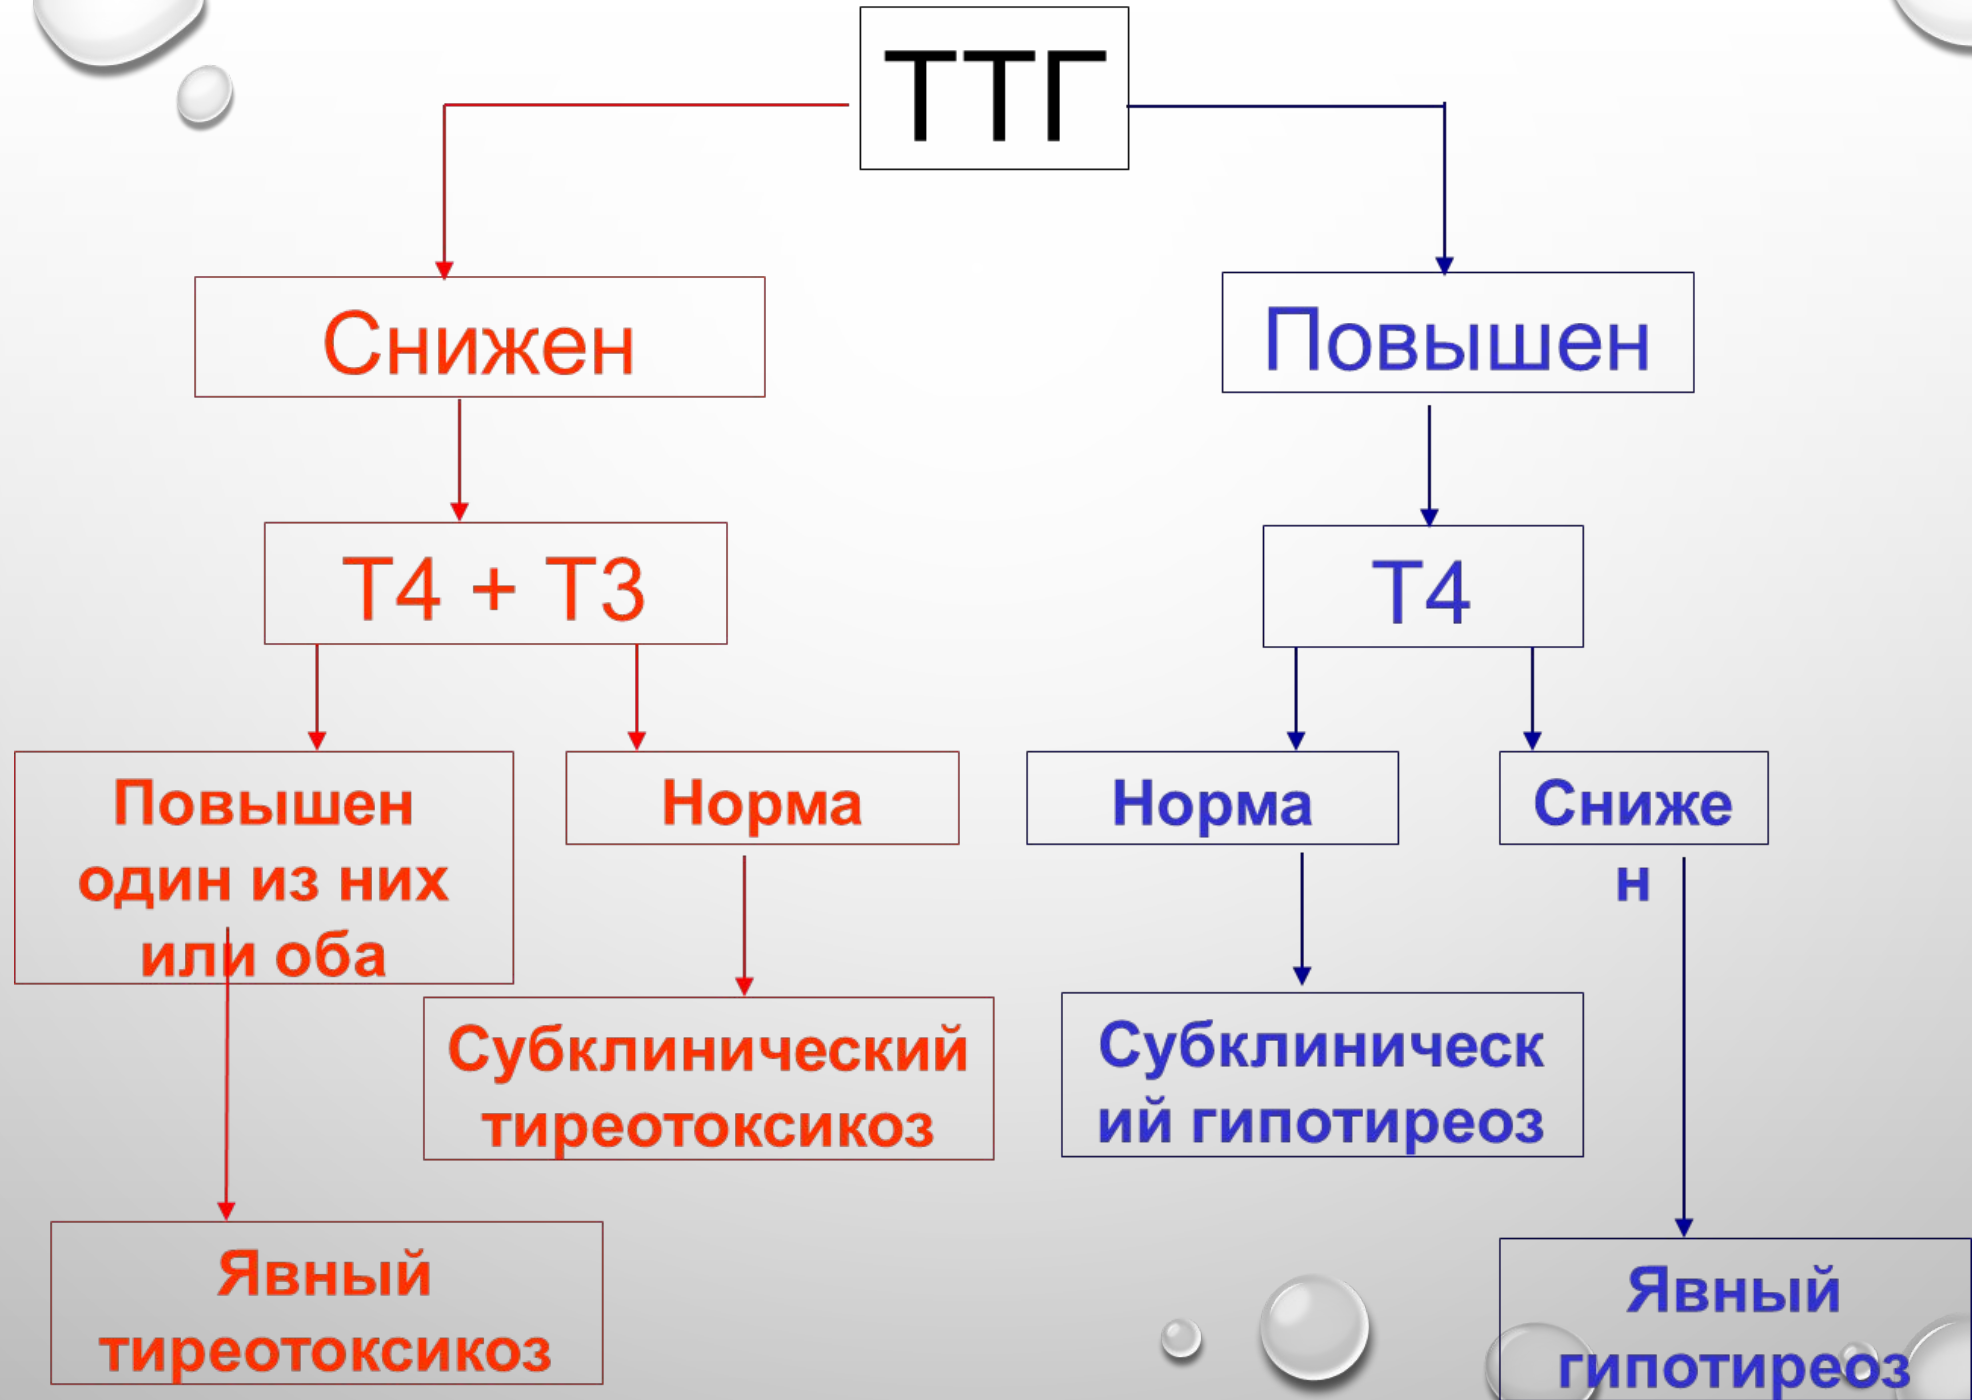 ТТГ
Снижен
Повышен
Т4 + Т3
Т4
Повышен
один из них
или оба
Норма
Норма
Сниже
н
Субклинический
тиреотоксикоз
Субклиническ
ий гипотиреоз
Явный
тиреотоксикоз
Явный
гипотиреоз